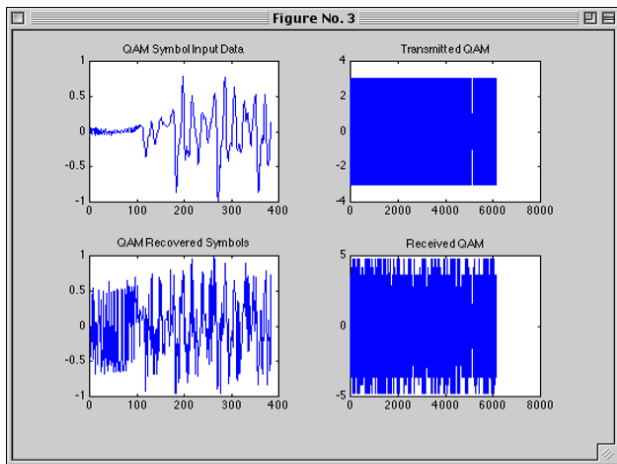 Figure No. 3
QAM Symbol Input Data
1
0.5
0
-0.5
-1
0 100 200 300 400
Transmitted QAM
4
2
0
-2
-4
0 2000 4000 6000 8000
QAM Recovered Symbols
1
0.5
0
-0.5
-1
0 100 200 300 400
Received QAM
5
0
-5
0 2000 4000 6000 8000